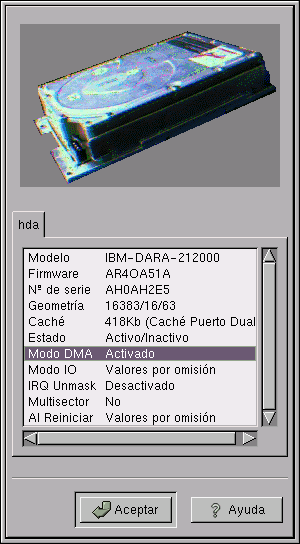 hda
Modelo IBM-DARA-212000
Firmware AR4OA51A
Nº de serie AH0AH2E5
Geometría 16383/16/63
Caché 418Kb (Caché Puerto Dual
Estado Activo/Inactivo
Modo DMA Activado
Modo IO Valores por omisión
IRQ Unmask Desactivado
Multisector No
Al Reiniciar Valores por omisión
Aceptar ? Ayuda